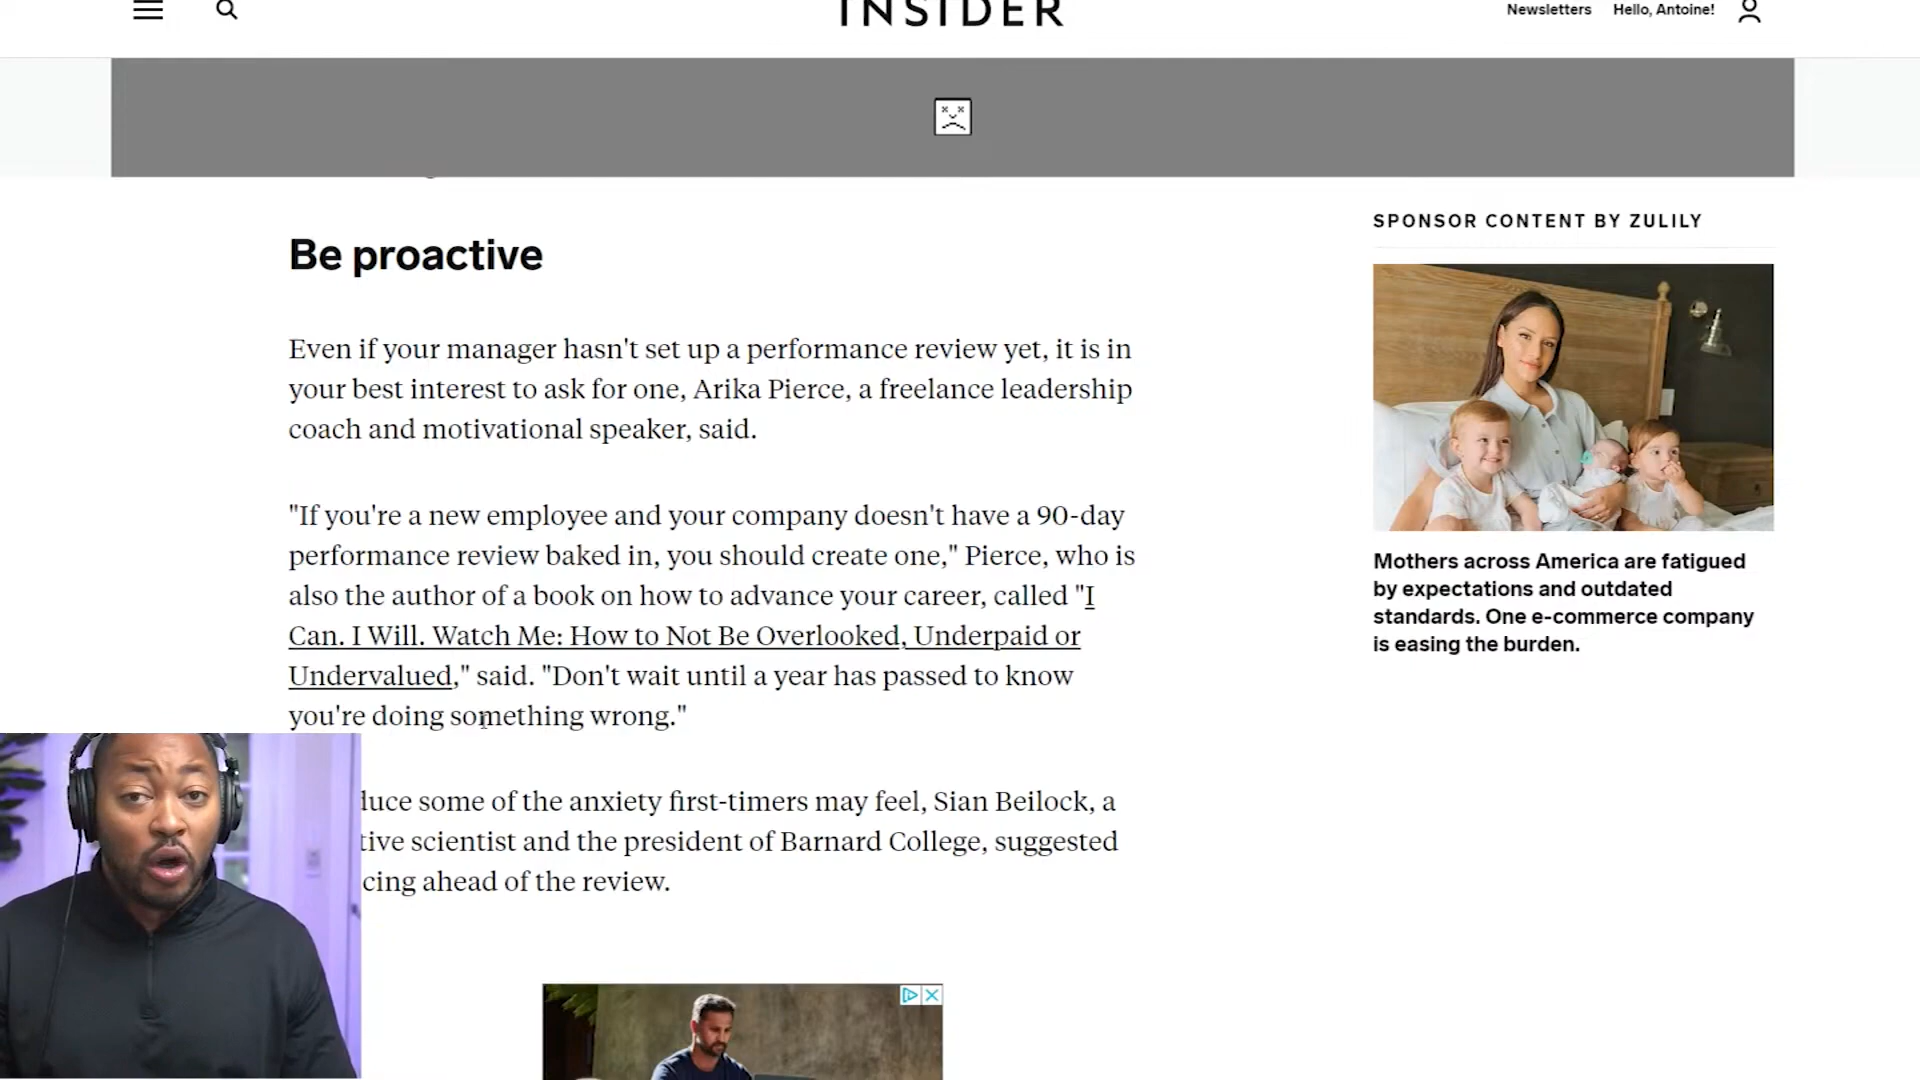 INSIDER
Newsletters
Hello, Antoine!
Be proactive
Even if your manager hasn't set up a performance review yet, it is in
your best interest to ask for one, Arika Pierce, a freelance leadership
coach and motivational speaker, said.
"If you're a new employee and your company doesn't have a 90-day
performance review baked in, you should create one," Pierce, who is
also the author of a book on how to advance your career, called "I
Can. I Will. Watch Me: How to Not Be Overlooked, Underpaid or
Undervalued," said. "Don't wait until a year has passed to know
you're doing something wrong."
duce some of the anxiety first-timers may feel, Sian Beilock, a
tive scientist and the president of Barnard College, suggested
cing ahead of the review.
SPONSOR CONTENT BY ZULILY
Mothers across America are fatigued
by expectations and outdated
standards. One e-commerce company
is easing the burden.